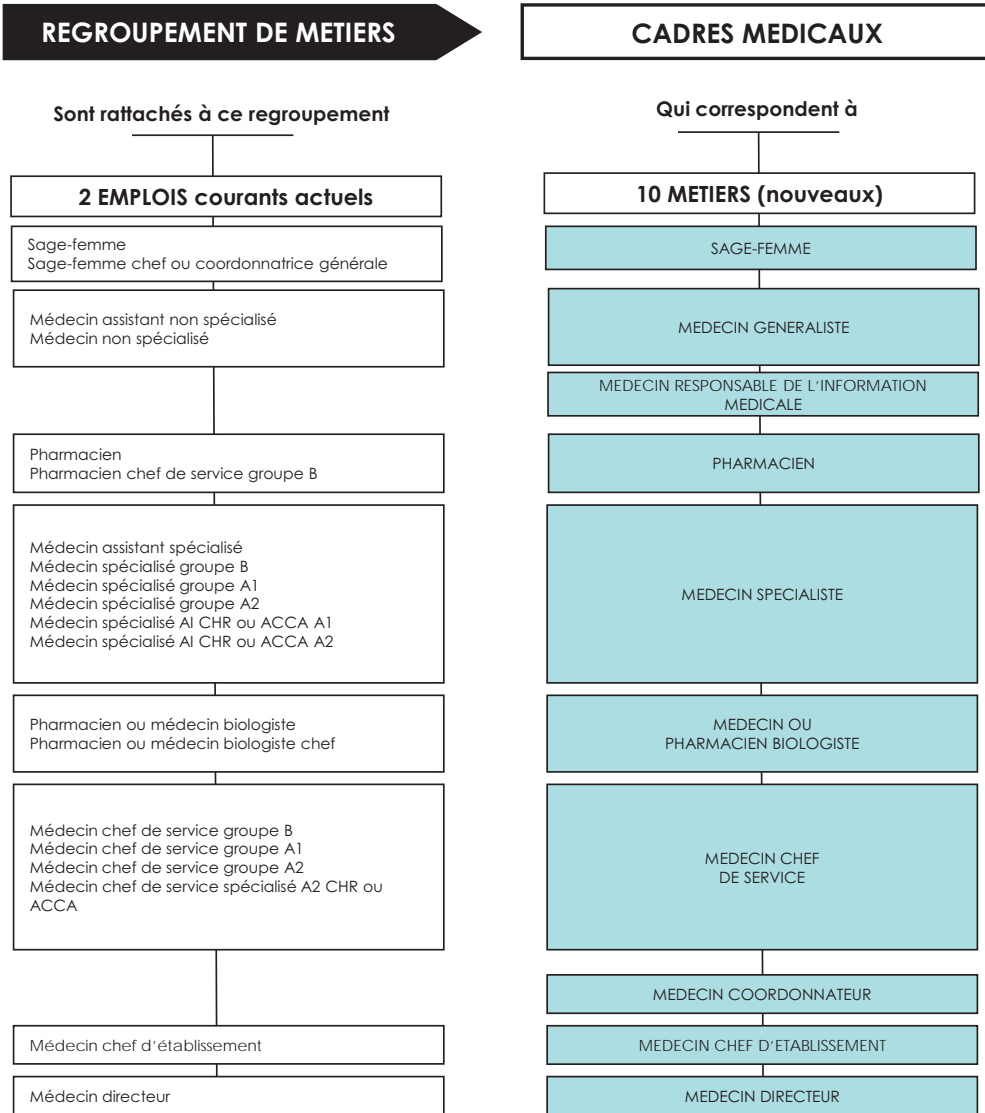 REGROUPEMENT DE METIERS
CADRES MEDICAUX
Sont rattachés à ce regroupement
Qui correspondent à
2 EMPLOIS courants actuels
10 METIERS (nouveaux)
Sage-femme
Sage-femme chef ou coordonnatrice générale
SAGE-FEMME
Médecin assistant non spécialisé
Médecin non spécialisé
MEDECIN GENERALISTE
MEDECIN RESPONSABLE DE L'INFORMATION
MEDICALE
Pharmacien
Pharmacien chef de service groupe B
PHARMACIEN
Médecin assistant spécialisé
Médecin spécialisé groupe B
Médecin spécialisé groupe A1
Médecin spécialisé groupe A2
Médecin spécialisé AI CHR ou ACCA A1
Médecin spécialisé AI CHR ou ACCA A2
MEDECIN SPECIALISTE
Pharmacien ou médecin biologiste
Pharmacien ou médecin biologiste chef
MEDECIN OU
PHARMACIEN BIOLOGISTE
Médecin chef de service groupe B
Médecin chef de service groupe A1
Médecin chef de service groupe A2
Médecin chef de service spécialisé A2 CHR ou
ACCA
MEDECIN CHEF
DE SERVICE
MEDECIN COORDONNATEUR
Médecin chef d'établissement
MEDECIN CHEF D'ETABLISSEMENT
Médecin directeur
MEDECIN DIRECTEUR